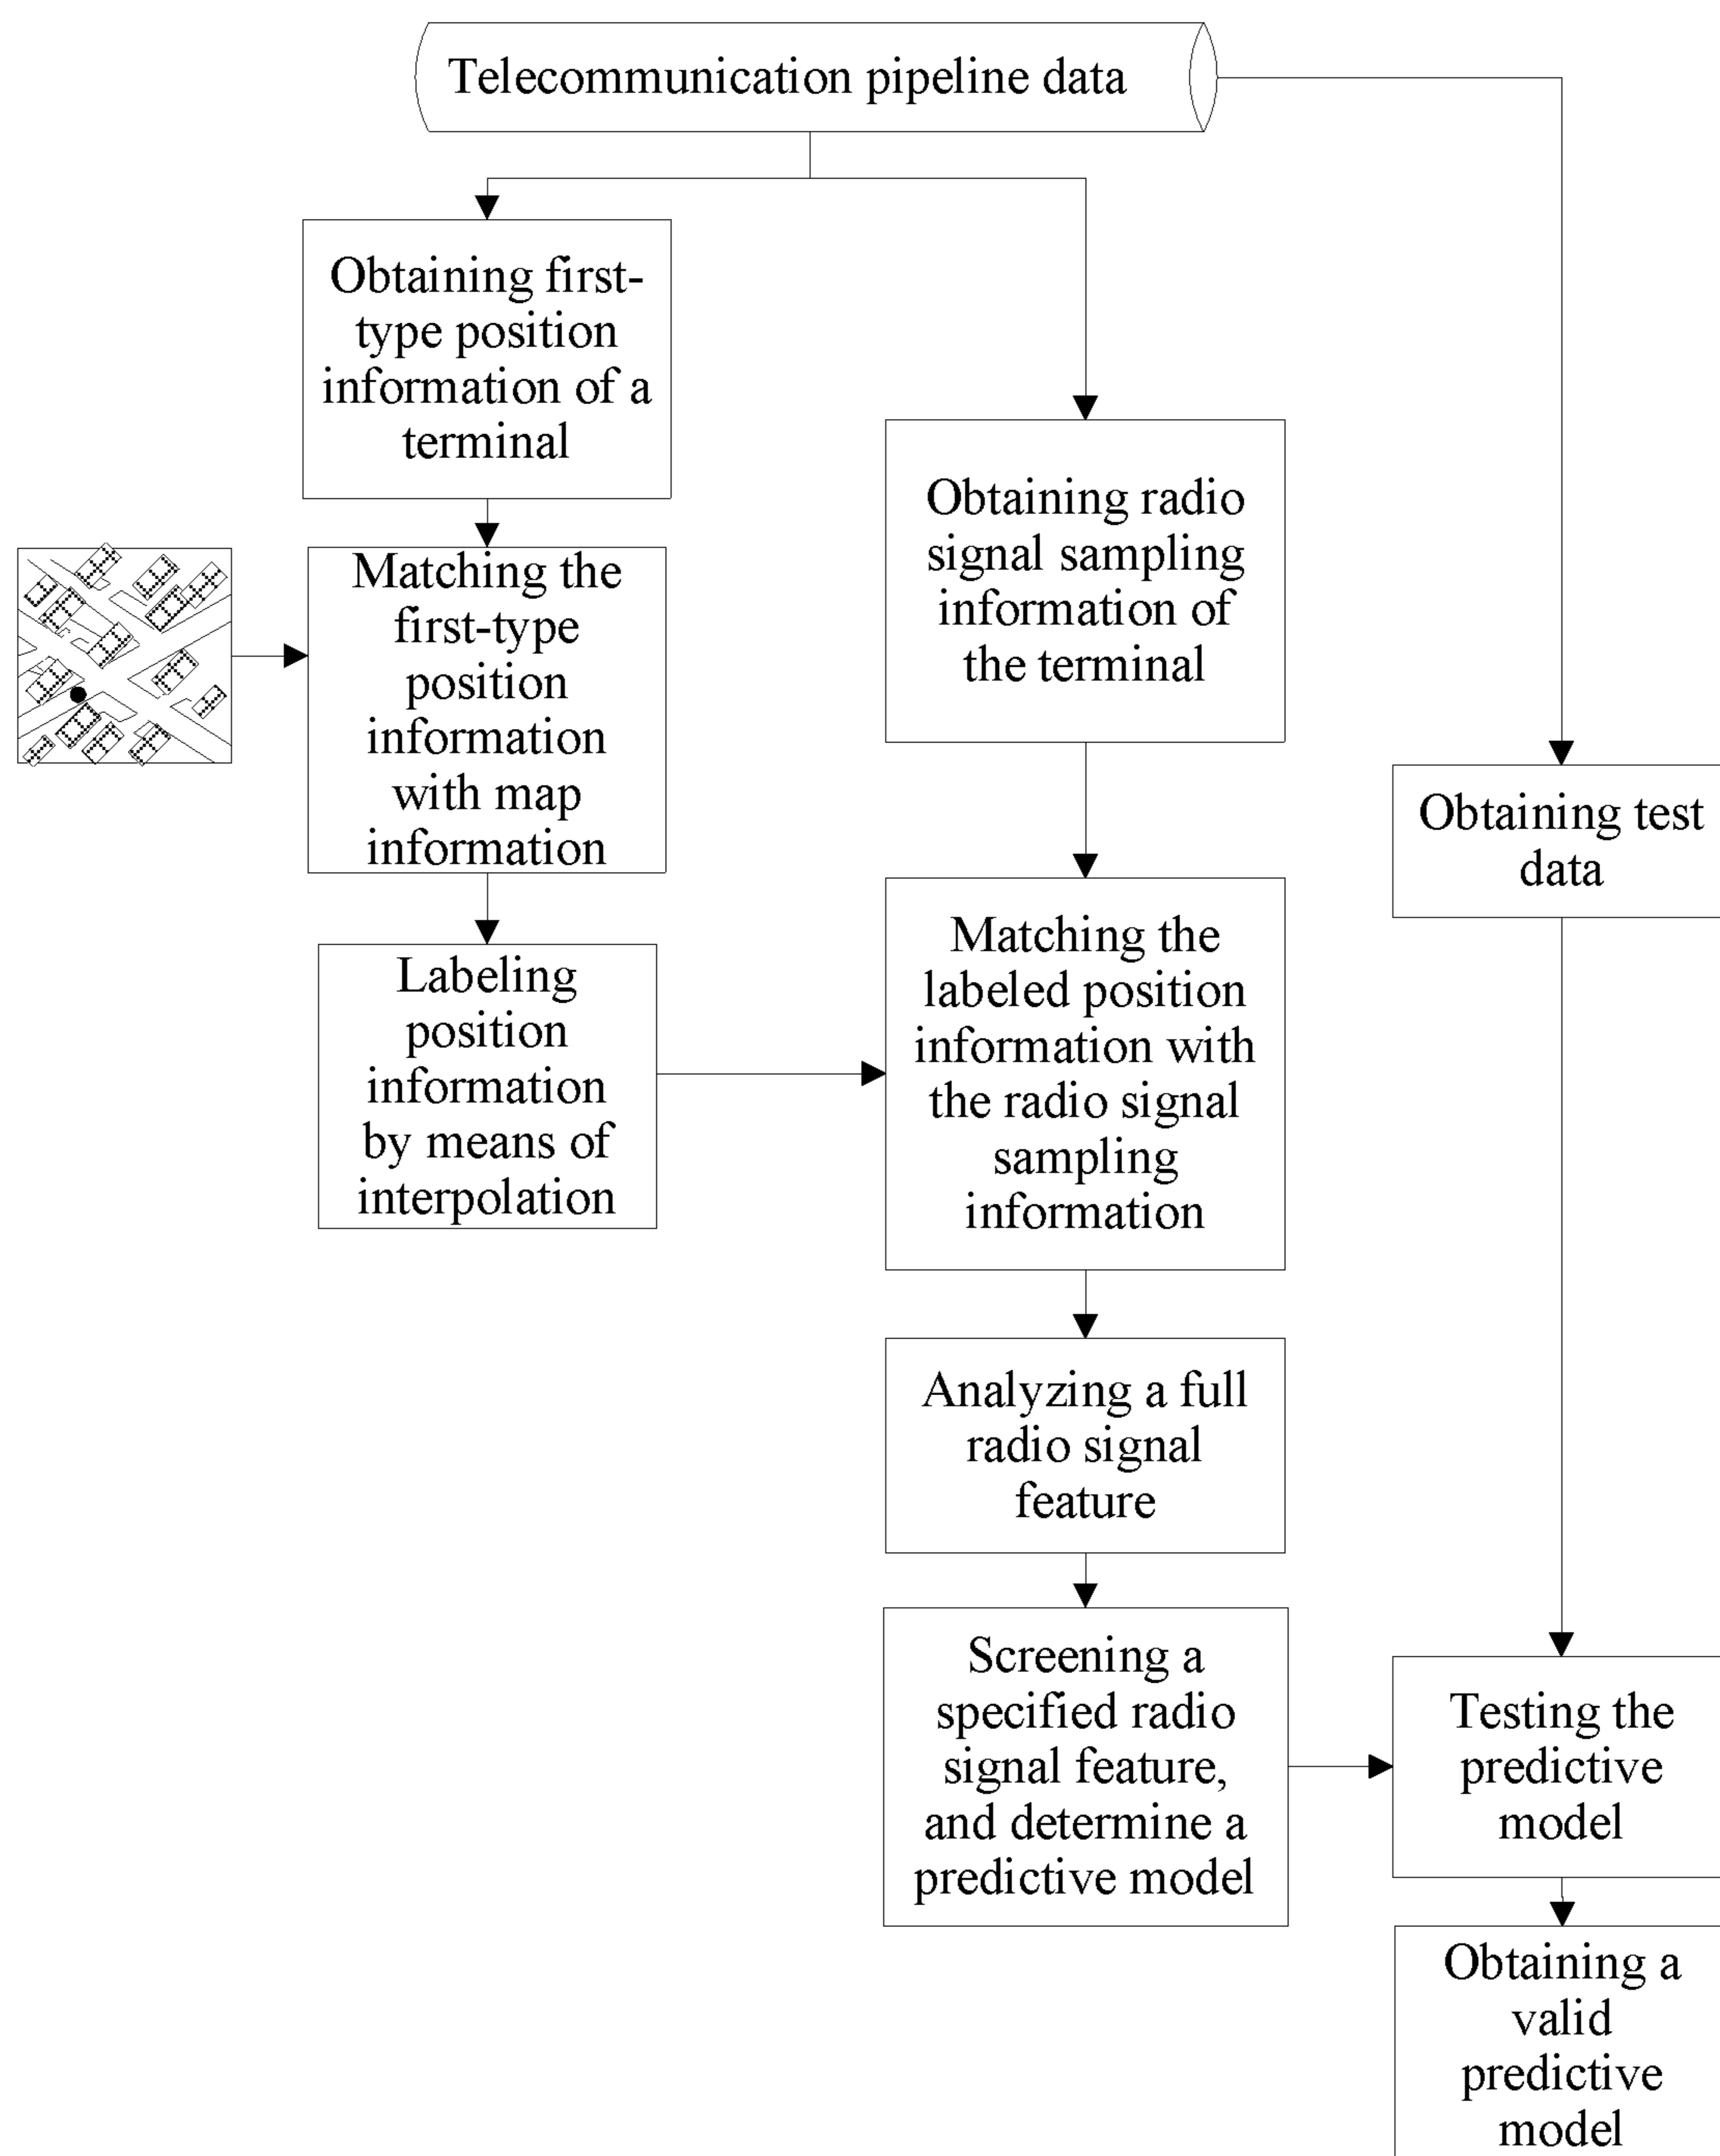 Telecommunication pipeline data
Obtaining first-
type position
information of a
terminal
Matching the
first-type
position
information
with map
information
Labeling
position
information
by means of
interpolation
Obtaining radio
signal sampling
information of
the terminal
Matching the
labeled position
information with
the radio signal
sampling
information
Analyzing a full
radio signal
feature
Screening a
specified radio
signal feature,
and determine a
predictive model
Obtaining test
data
Testing the
predictive
model
Obtaining a
valid
predictive
model